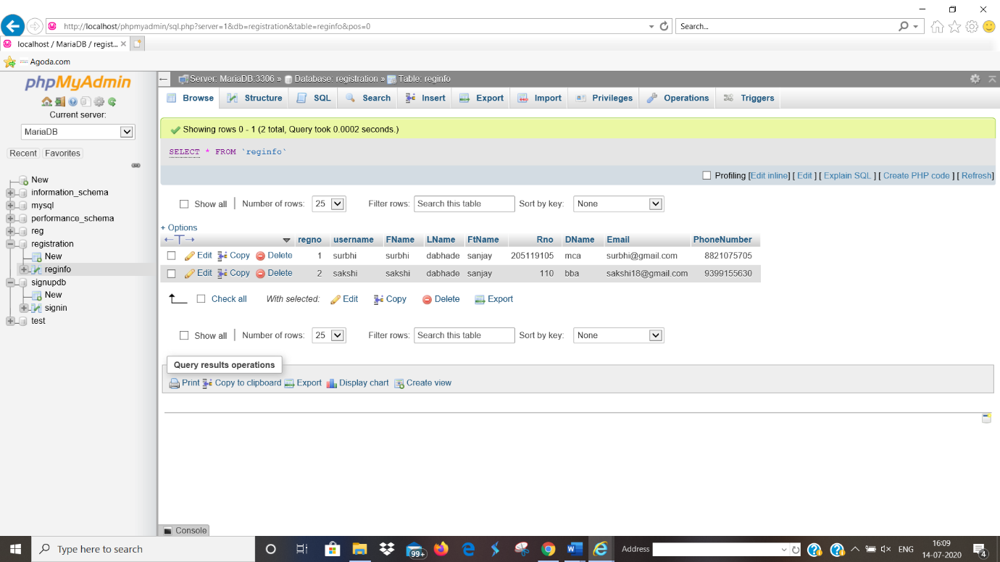 http://localhost/phpmyadmin/sql.php?server=1&db=registration&table=reginfo&pos=0
Search...
localhost / MariaDB / regist...
Agoda.com
phpMyAdmin
Current server:
MariaDB
Recent Favorites
New
information_schema
mysql
performance_schema
reg
registration
New
reginfo
signupdb
New
signin
test
Server: MariaDB:3306 » Database: registration » Table: reginfo
Browse Structure SQL Search Insert Export Import Privileges Operations Triggers
Showing rows 0 - 1 (2 total, Query took 0.0002 seconds.)
SELECT * FROM `reginfo`
Profiling [Edit inline] [ Edit ] [ Explain SQL ] [ Create PHP code ] [ Refresh]
Show all Number of rows: 25 Filter rows: Search this table Sort by key: None
+ Options
←T→ regno username FName LName FtName Rno DName Email PhoneNumber
Edit Copy Delete 1 surbhi surbhi dabhade sanjay 205119105 mca surbhi@gmail.com 8821075705
Edit Copy Delete 2 sakshi sakshi dabhade sanjay 110 bba sakshi18@gmail.com 9399155630
Check all With selected: Edit Copy Delete Export
Show all Number of rows: 25 Filter rows: Search this table Sort by key: None
Query results operations
Print Copy to clipboard Export Display chart Create view
Console
Type here to search
99+
Address
ENG
16:09
14-07-2020
4